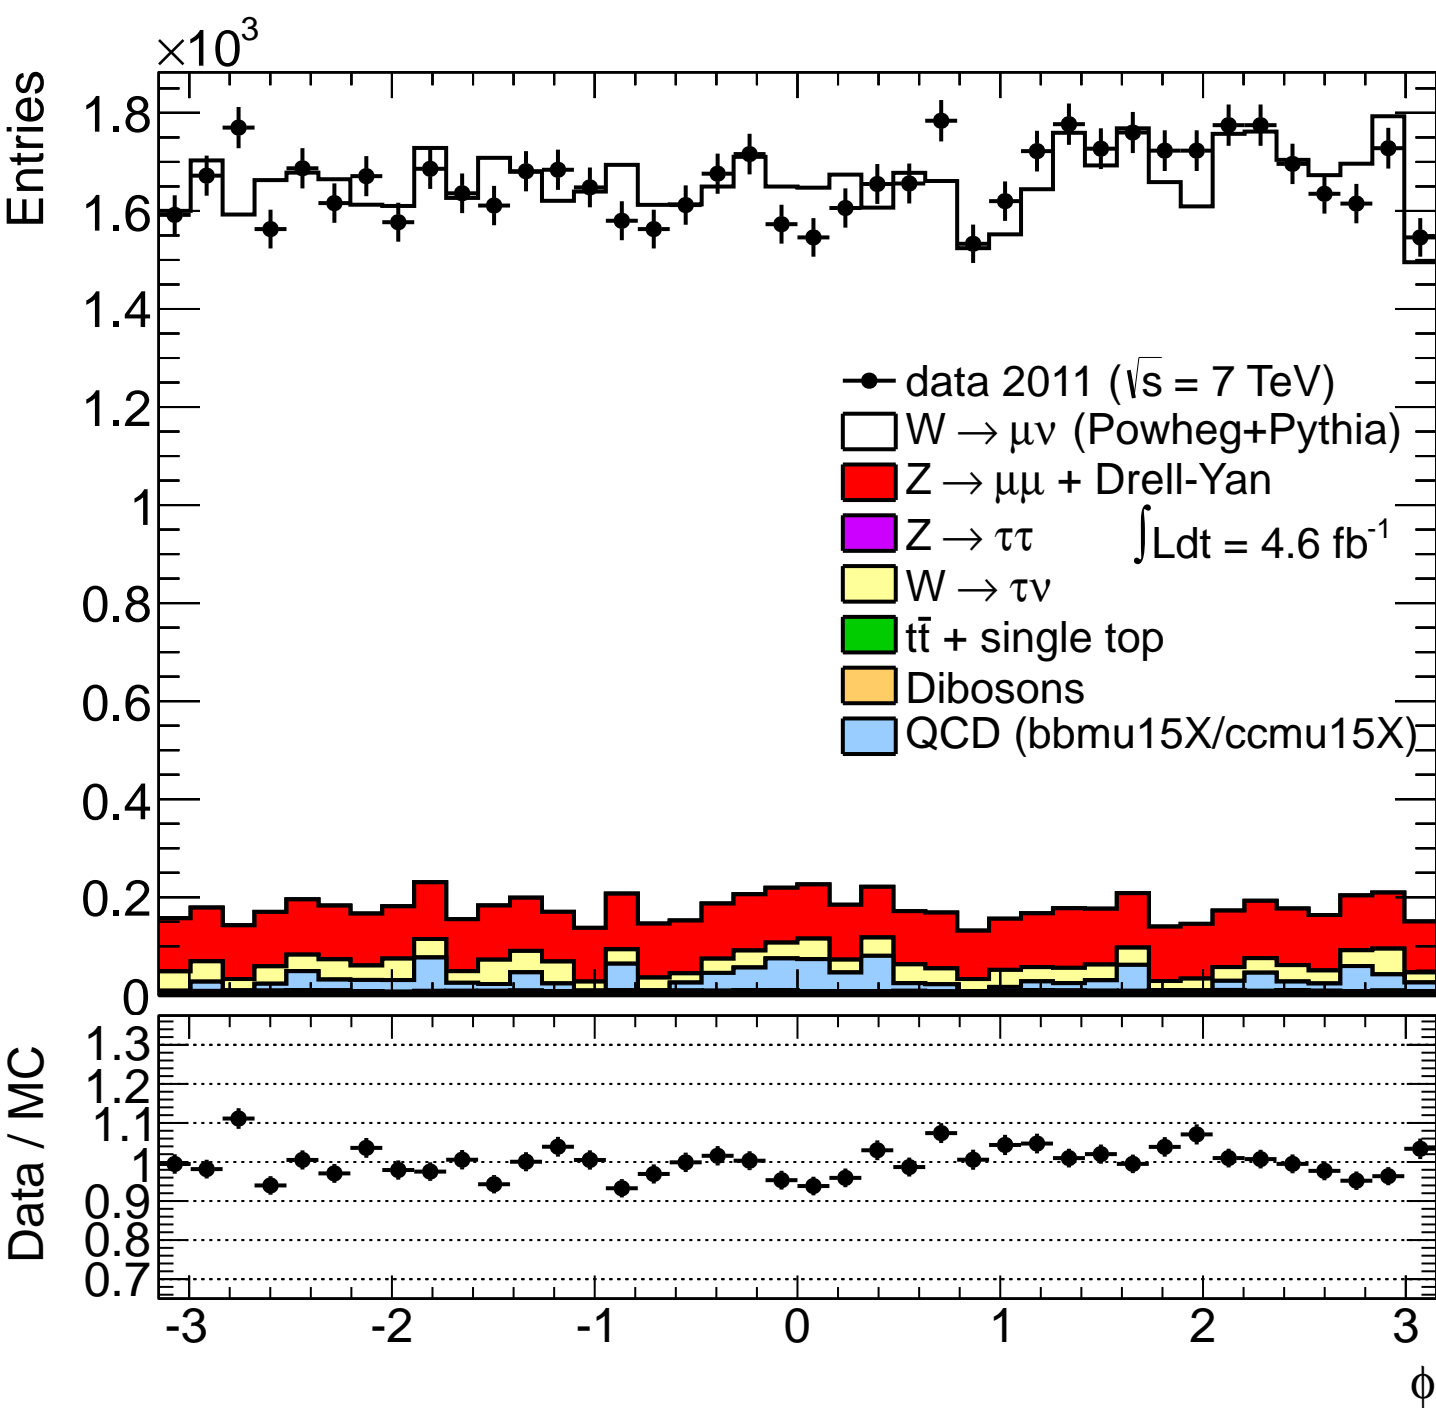 ×10³
Entries
1.8
1.6
1.4
1.2
1
0.8
0.6
0.4
0.2
0
data 2011 (√s = 7 TeV)
W → μν (Powheg+Pythia)
Z → μμ + Drell-Yan
Z → ττ
∫Ldt = 4.6 fb⁻¹
W → τν
tt̄ + single top
Dibosons
QCD (bbmu15X/ccmu15X)
Data / MC
1.3
1.2
1.1
1
0.9
0.8
0.7
-3 -2 -1 0 1 2 3
ϕ